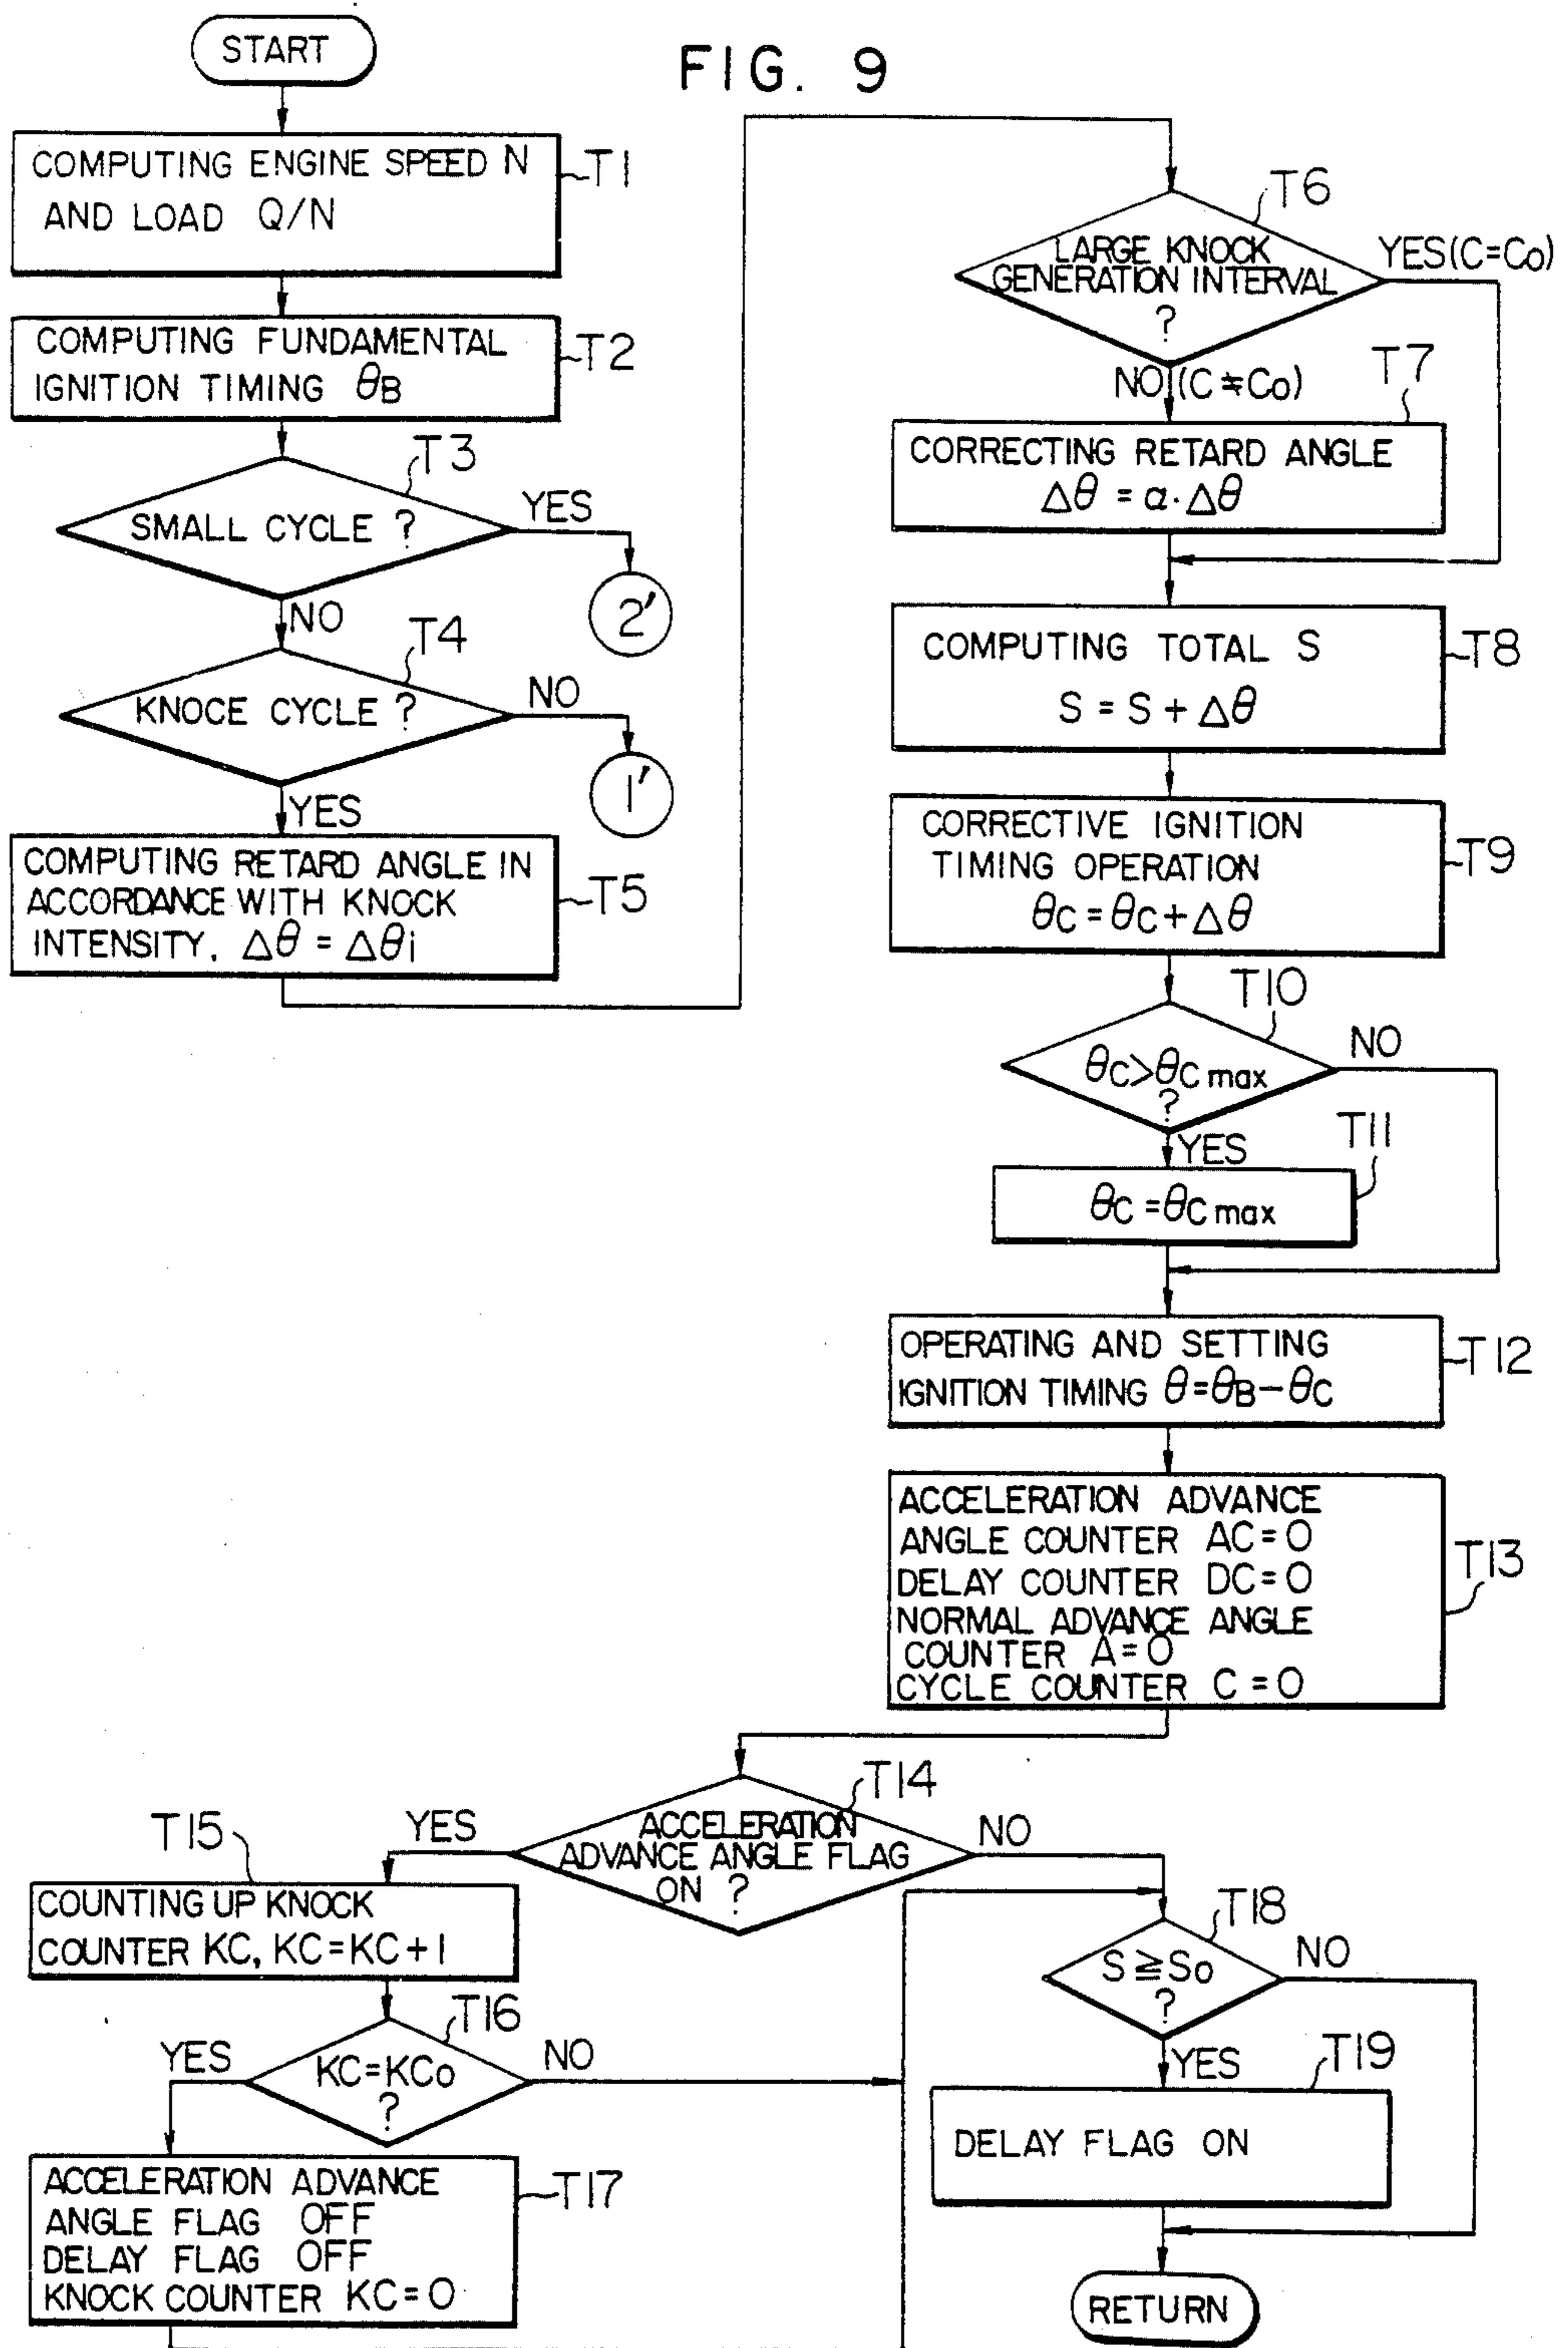 FIG. 9
START
COMPUTING ENGINE SPEED N
AND LOAD Q/N
T1
COMPUTING FUNDAMENTAL
IGNITION TIMING θB
T2
T3
SMALL CYCLE ?
YES
2'
NO
T4
KNOCE CYCLE ?
NO
1'
YES
COMPUTING RETARD ANGLE IN
ACCORDANCE WITH KNOCK
INTENSITY. Δθ = Δθi
T5
T6
LARGE KNOCK
GENERATION INTERVAL
?
YES(C=Co)
NO (C≠Co)
T7
CORRECTING RETARD ANGLE
Δθ = α·Δθ
COMPUTING TOTAL S
S = S + Δθ
T8
CORRECTIVE IGNITION
TIMING OPERATION
θC = θC + Δθ
T9
T10
θC>θC max
?
NO
YES
T11
θC = θC max
OPERATING AND SETTING
IGNITION TIMING θ=θB−θC
T12
ACCELERATION ADVANCE
ANGLE COUNTER AC=0
DELAY COUNTER DC=0
NORMAL ADVANCE ANGLE
COUNTER A=0
CYCLE COUNTER C=0
T13
T14
ACCELERATION
ADVANCE ANGLE FLAG
ON ?
YES
NO
T15
COUNTING UP KNOCK
COUNTER KC, KC=KC+1
T16
KC=KCo
?
YES
NO
ACCELERATION ADVANCE
ANGLE FLAG OFF
DELAY FLAG OFF
KNOCK COUNTER KC=0
T17
T18
S≧So
?
NO
YES
T19
DELAY FLAG ON
RETURN